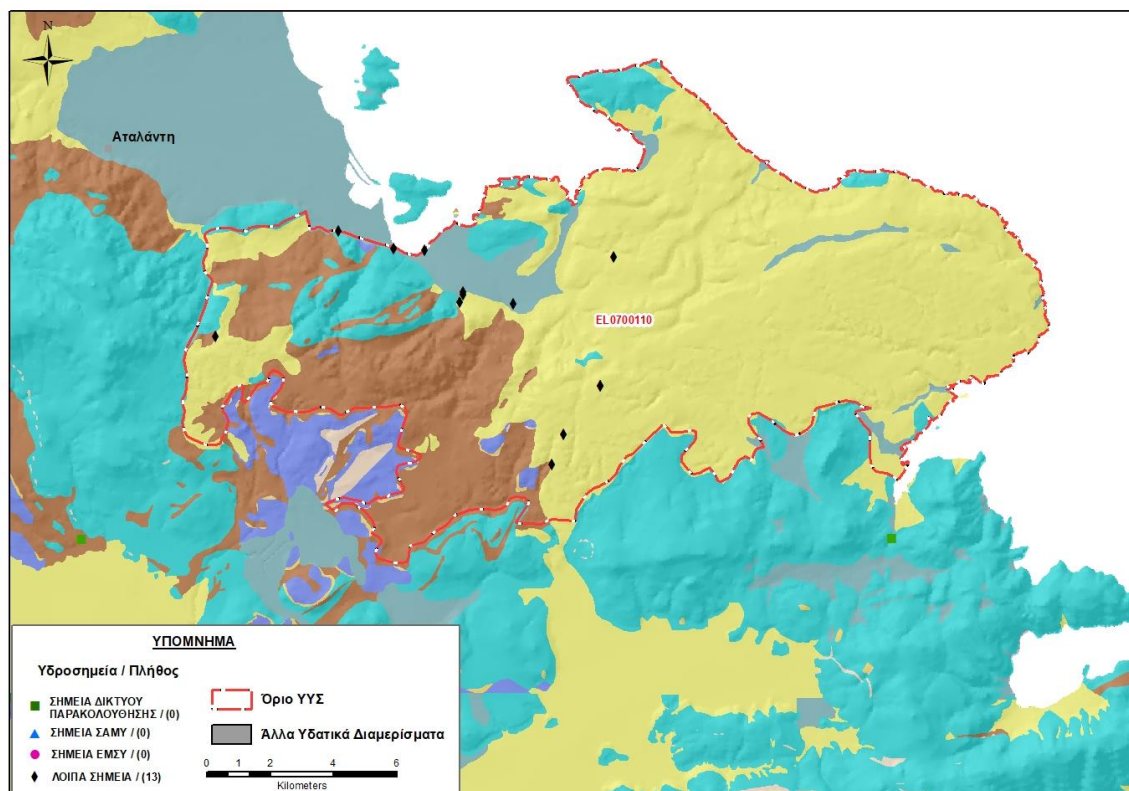 N
Αταλάντη
EL0700110
ΥΠΟΜΝΗΜΑ
Υδροσημεία / Πλήθος
ΣΗΜΕΙΑ ΔΙΚΤΥΟΥ
ΠΑΡΑΚΟΛΟΥΘΗΣΗΣ / (0)
ΣΗΜΕΙΑ ΣΑΜΥ / (0)
ΣΗΜΕΙΑ ΕΜΣΥ / (0)
ΛΟΙΠΑ ΣΗΜΕΙΑ / (13)
Όριο ΥΥΣ
Άλλα Υδατικά Διαμερίσματα
0 1 2 4 6
Kilometers